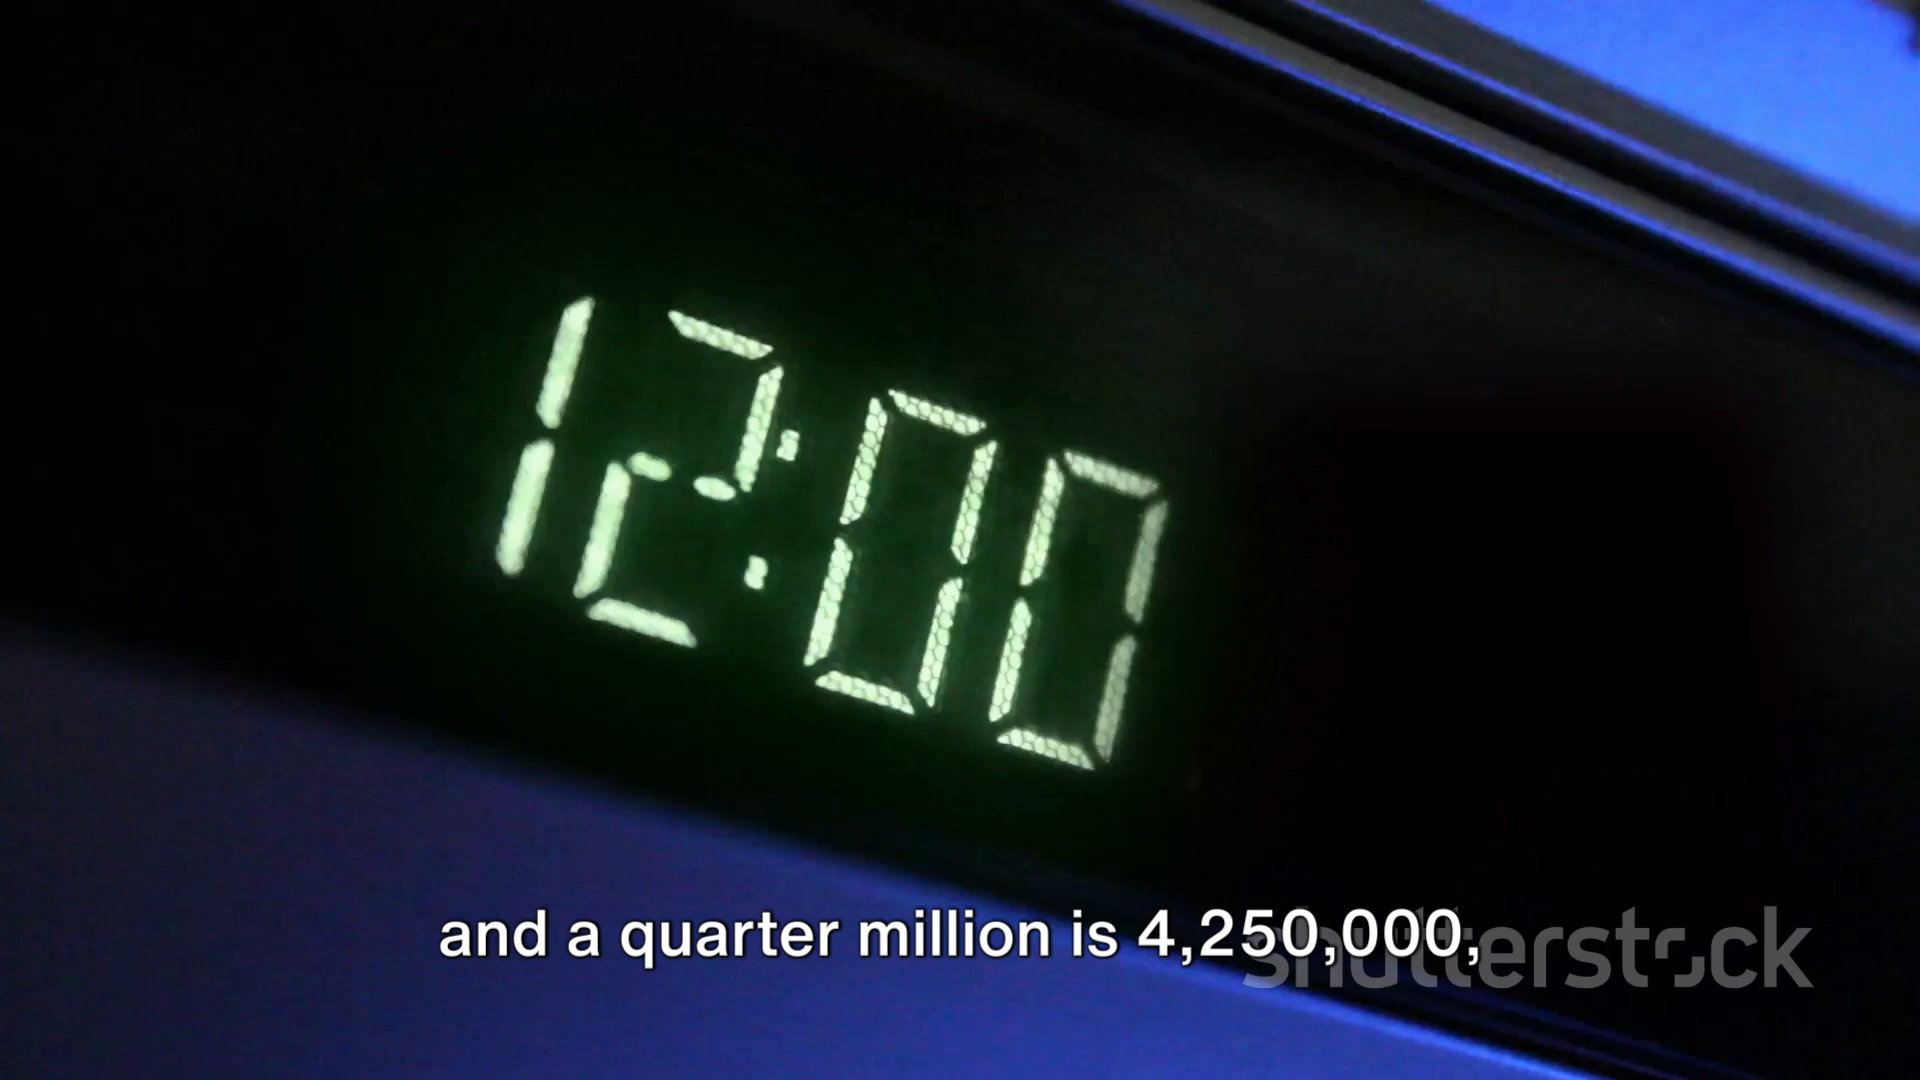 12:00
and a quarter million is 4,250,000,
shutterstock